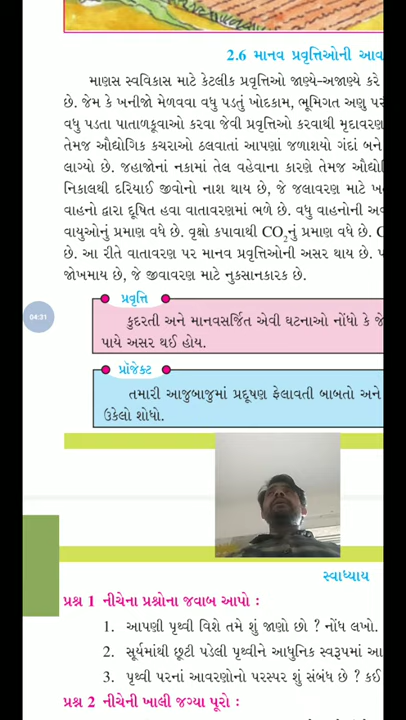 2.6 માનવ પ્રવૃત્તિઓની આવ
માણસ સ્વવિકાસ માટે કેટલીક પ્રવૃત્તિઓ જાણ્યે-અજાણ્યે કરે
છે. જેમ કે ખનીજો મેળવવા વધુ પડતું ખોદકામ, ભૂમિગત અણુ પર
વધુ પડતા પાતાળકૂવાઓ કરવા જેવી પ્રવૃત્તિઓ કરવાથી મૃદાવરણ
તેમજ ઔદ્યોગિક કચરાઓ ઠલવાતાં આપણાં જળાશયો ગંદાં બને
લાગ્યો છે. જહાજોનાં નકામાં તેલ વહેવાના કારણે તેમજ ઔદ્યોા
નિકાલથી દરિયાઈ જીવોનો નાશ થાય છે, જે જલાવરણ માટે ખ
વાહનો દ્વારા દૂષિત હવા વાતાવરણમાં ભળે છે. વધુ વાહનોની અવ
વાયુઓનું પ્રમાણ વધે છે. વૃક્ષો કપાવાથી CO₂નું પ્રમાણ વધે છે. C
છે. આ રીતે વાતાવરણ પર માનવ પ્રવૃત્તિઓની અસર થાય છે. પ
જોખમાય છે, જે જીવાવરણ માટે નુકસાનકારક છે.
પ્રવૃત્તિ
04:31
કુદરતી અને માનવસર્જિત એવી ઘટનાઓ નોંધો કે જે
પાયે અસર થઈ હોય.
પ્રૉજેક્ટ
તમારી આજુબાજુમાં પ્રદૂષણ ફેલાવતી બાબતો અને
ઉકેલો શોધો.
સ્વાધ્યાય
પ્રશ્ન 1 નીચેના પ્રશ્નોના જવાબ આપો :
1. આપણી પૃથ્વી વિશે તમે શું જાણો છો ? નોંધ લખો.
2. સૂર્યમાંથી છૂટી પડેલી પૃથ્વીને આધુનિક સ્વરૂપમાં આ
3. પૃથ્વી પરનાં આવરણોનો પરસ્પર શું સંબંધ છે ? કઈ
પ્રશ્ન 2 નીચેની ખાલી જગ્યા પૂરો :